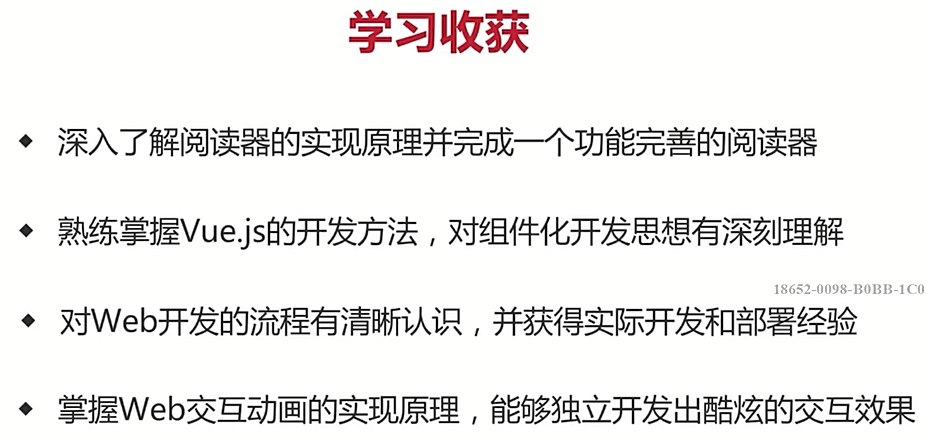 学习收获
◆ 深入了解阅读器的实现原理并完成一个功能完善的阅读器
◆ 熟练掌握Vue.js的开发方法，对组件化开发思想有深刻理解
18652-0098-B0BB-1C0
◆ 对Web开发的流程有清晰认识，并获得实际开发和部署经验
◆ 掌握Web交互动画的实现原理，能够独立开发出酷炫的交互效果